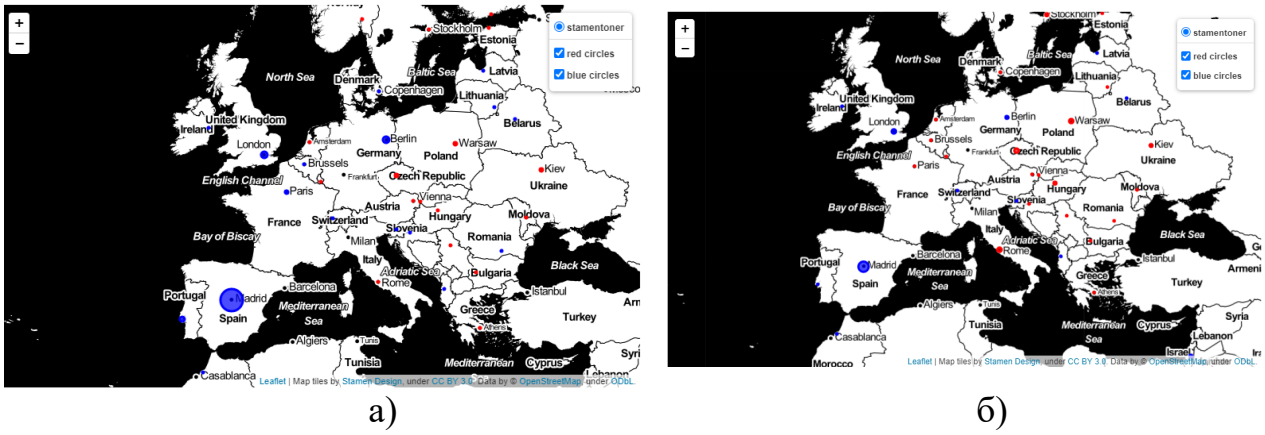 +
−
stamentoner
red circles
blue circles
Stockholm
Estonia
North Sea
Baltic Sea
Latvia
Denmark
Copenhagen
Lithuania
United Kingdom
Ireland
Belarus
London
Amsterdam
Berlin
Germany
Poland
Warsaw
Brussels
English Channel
Frankfurt
Czech Republic
Kiev
Ukraine
Paris
Vienna
Austria
France
Switzerland
Hungary
Moldova
Slovenia
Bay of Biscay
Milan
Romania
Italy
Adriatic Sea
Black Sea
Bulgaria
Barcelona
Rome
Istanbul
Portugal
Madrid
Mediterranean
Sea
Spain
Greece
Turkey
Athens
Algiers
Tunis
Tunisia
Mediterranean
Cyprus
Casablanca
Lebanon
Leaflet | Map tiles by Stamen Design, under CC BY 3.0. Data by © OpenStreetMap, under ODbL.
а)
+
−
stamentoner
red circles
blue circles
Stockholm
Estonia
North Sea
Baltic Sea
Latvia
Denmark
Copenhagen
Lithuania
United Kingdom
Ireland
Belarus
London
Amsterdam
Berlin
Germany
Poland
Warsaw
Brussels
English Channel
Frankfurt
Czech Republic
Kiev
Ukraine
Paris
Vienna
Austria
France
Switzerland
Hungary
Moldova
Slovenia
Bay of Biscay
Milan
Romania
Italy
Adriatic Sea
Black Sea
Bulgaria
Barcelona
Rome
Istanbul
Portugal
Madrid
Mediterranean
Sea
Spain
Greece
Turkey
Athens
Algiers
Tunis
Tunisia
Mediterranean
Sea
Cyprus
Syria
Lebanon
Casablanca
Israel
Morocco
Leaflet | Map tiles by Stamen Design, under CC BY 3.0. Data by © OpenStreetMap, under ODbL.
б)